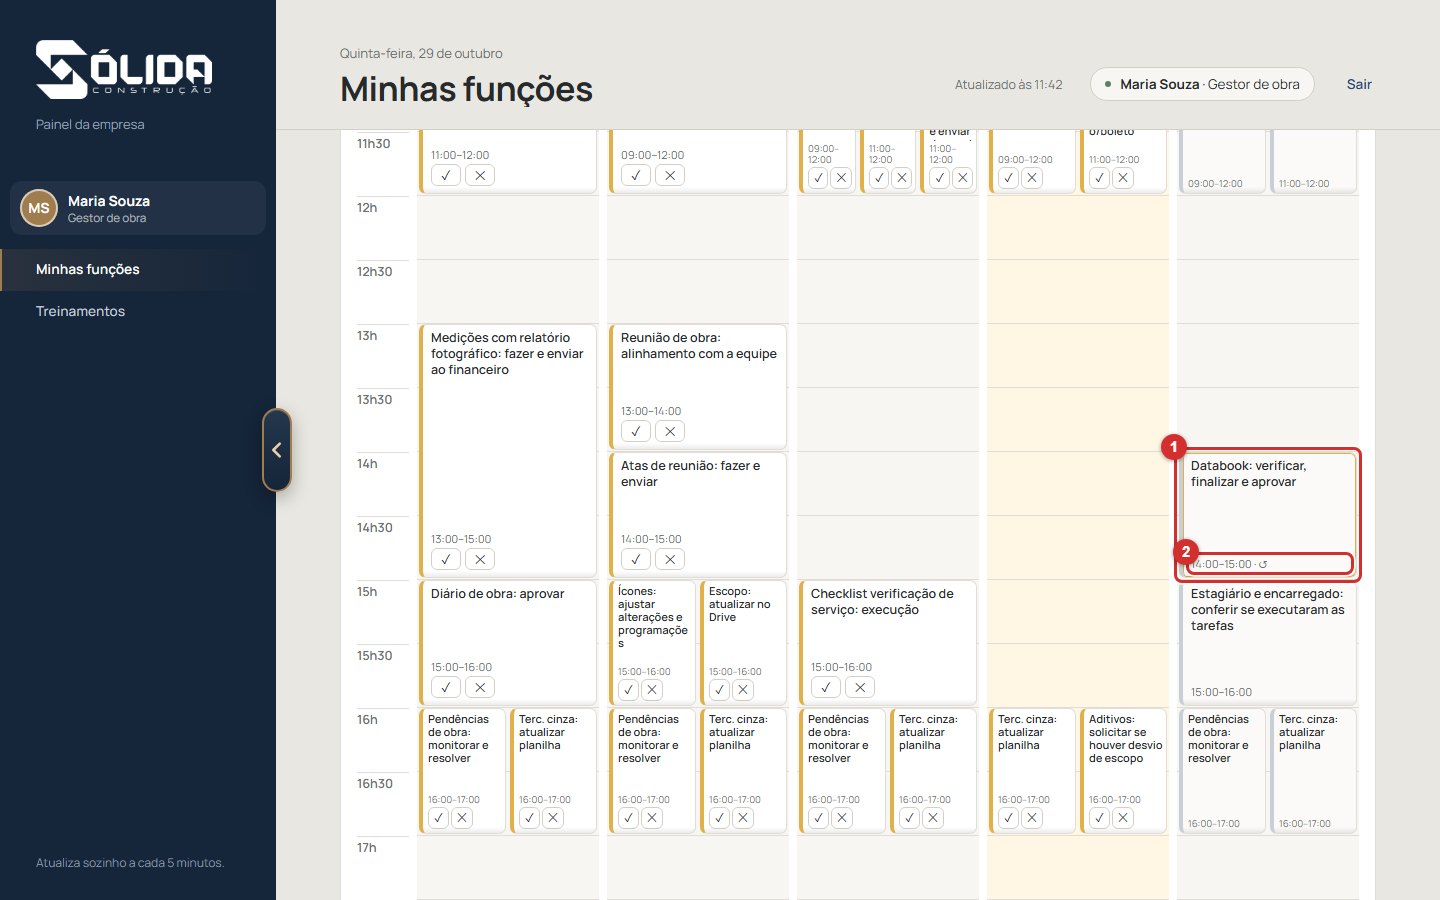 SÓLIDA
CONSTRUÇÃO
Painel da empresa
MS
Maria Souza
Gestor de obra
Minhas funções
Treinamentos
Atualiza sozinho a cada 5 minutos.
Quinta-feira, 29 de outubro
Minhas funções
Atualizado às 11:42
Maria Souza · Gestor de obra
Sair
11h30
11:00–12:00
✓ ✕
09:00–12:00
✓ ✕
09:00–
12:00
✓ ✕
11:00–
12:00
✓ ✕
e enviar
11:00–
12:00
✓ ✕
09:00–12:00
✓ ✕
o/boleto
11:00–12:00
✓ ✕
09:00–12:00
11:00–12:00
12h
12h30
13h
Medições com relatório
fotográfico: fazer e enviar
ao financeiro
13:00–15:00
✓ ✕
Reunião de obra:
alinhamento com a equipe
13:00–14:00
✓ ✕
13h30
14h
Atas de reunião: fazer e
enviar
14:00–15:00
✓ ✕
1
Databook: verificar,
finalizar e aprovar
2
14:00–15:00 · ↺
14h30
15h
Diário de obra: aprovar
15:00–16:00
✓ ✕
Ícones:
ajustar
alterações e
programaçõe
s
15:00–16:00
✓ ✕
Escopo:
atualizar no
Drive
15:00–16:00
✓ ✕
Checklist verificação de
serviço: execução
15:00–16:00
✓ ✕
Estagiário e encarregado:
conferir se executaram as
tarefas
15:00–16:00
15h30
16h
Pendências
de obra:
monitorar e
resolver
16:00–17:00
✓ ✕
Terc. cinza:
atualizar
planilha
16:00–17:00
✓ ✕
Pendências
de obra:
monitorar e
resolver
16:00–17:00
✓ ✕
Terc. cinza:
atualizar
planilha
16:00–17:00
✓ ✕
Pendências
de obra:
monitorar e
resolver
16:00–17:00
✓ ✕
Terc. cinza:
atualizar
planilha
16:00–17:00
✓ ✕
Terc. cinza:
atualizar
planilha
16:00–17:00
✓ ✕
Aditivos:
solicitar se
houver desvio
de escopo
16:00–17:00
✓ ✕
Pendências
de obra:
monitorar e
resolver
16:00–17:00
Terc. cinza:
atualizar
planilha
16:00–17:00
16h30
17h